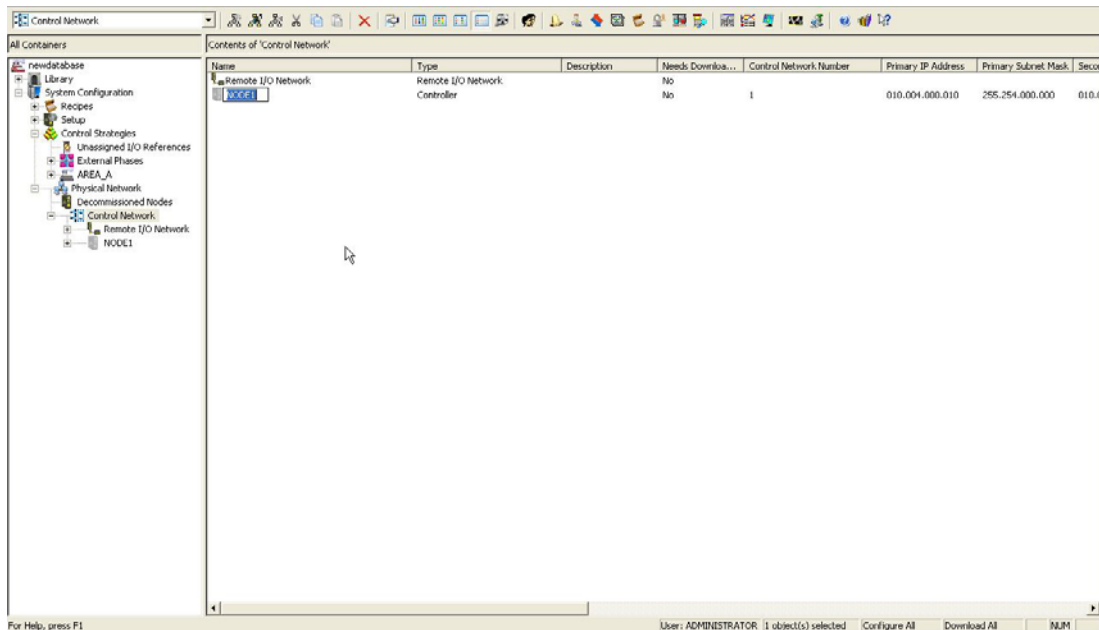 Control Network
All Containers
Contents of 'Control Network'
newdatabase
Library
System Configuration
Recipes
Setup
Control Strategies
Unassigned I/O References
External Phases
AREA_A
Physical Network
Decommissioned Nodes
Control Network
Remote I/O Network
NODE1
Name Type Description Needs Downloa... Control Network Number Primary IP Address Primary Subnet Mask Seco
Remote I/O Network Remote I/O Network No
NODE1 Controller No 1 010.004.000.010 255.254.000.000 010.
For Help, press F1 User: ADMINISTRATOR 1 object(s) selected Configure All Download All NUM